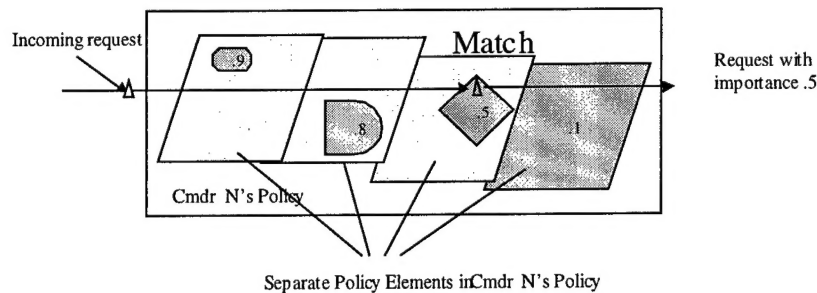 Incoming request
Match
Request with
importance .5
.9
.8
.5
.1
Cmdr N's Policy
Separate Policy Elements inCmdr N's Policy